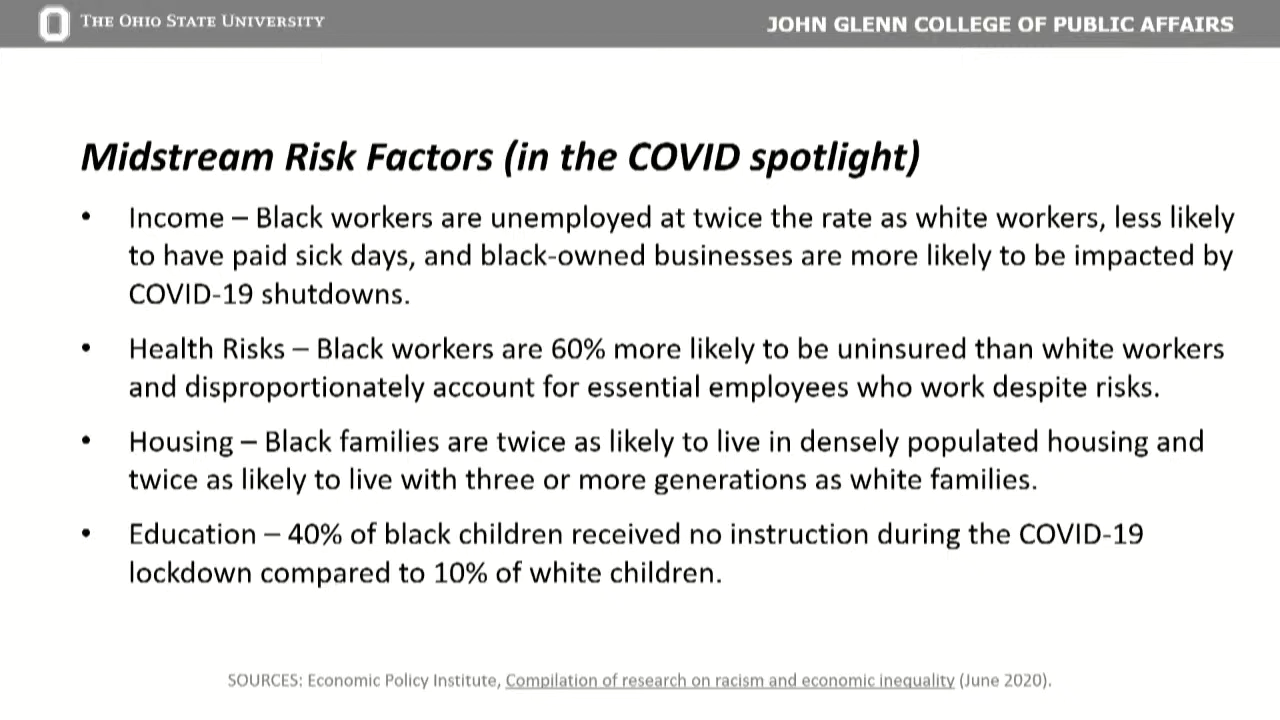 THE OHIO STATE UNIVERSITY
JOHN GLENN COLLEGE OF PUBLIC AFFAIRS
Midstream Risk Factors (in the COVID spotlight)
• Income – Black workers are unemployed at twice the rate as white workers, less likely
to have paid sick days, and black-owned businesses are more likely to be impacted by
COVID-19 shutdowns.
• Health Risks – Black workers are 60% more likely to be uninsured than white workers
and disproportionately account for essential employees who work despite risks.
• Housing – Black families are twice as likely to live in densely populated housing and
twice as likely to live with three or more generations as white families.
• Education – 40% of black children received no instruction during the COVID-19
lockdown compared to 10% of white children.
SOURCES: Economic Policy Institute, Compilation of research on racism and economic inequality (June 2020).